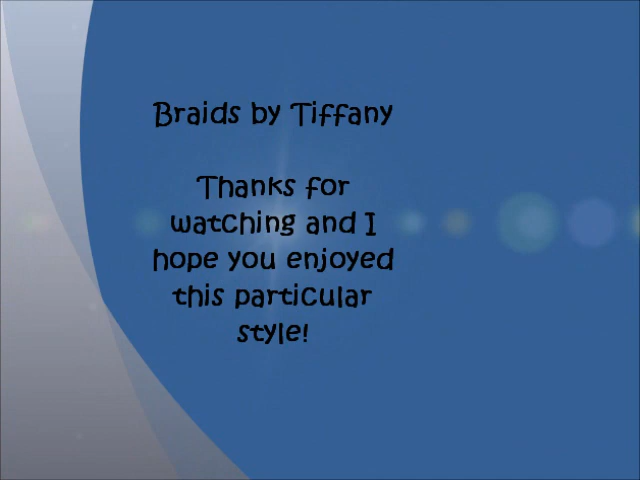 Braids by Tiffany
Thanks for
watching and I
hope you enjoyed
this particular
style!